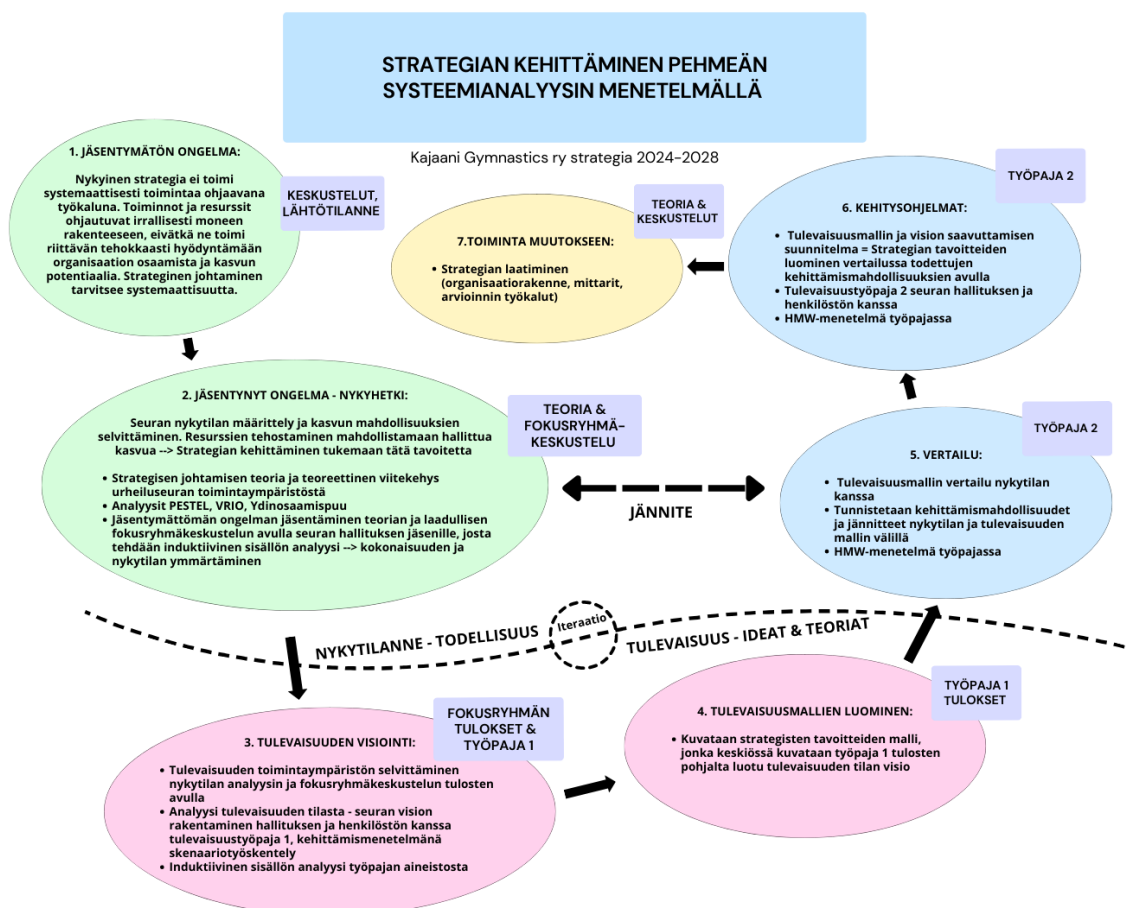 STRATEGIAN KEHITTÄMINEN PEHMEÄN
SYSTEEMIANALYYSIN MENETELMÄLLÄ
Kajaani Gymnastics ry strategia 2024-2028
1. JÄSENTYMÄTÖN ONGELMA:
Nykyinen strategia ei toimi
systemaattisesti toimintaa ohjaavana
työkaluna. Toiminnot ja resurssit
ohjautuvat irrallisesti moneen
rakenteeseen, eivätkä ne toimi
riittävän tehokkaasti hyödyntämään
organisaation osaamista ja kasvun
potentiaalia. Strateginen johtaminen
tarvitsee systemaattisuutta.
KESKUSTELUT,
LÄHTÖTILANNE
2. JÄSENTYNYT ONGELMA - NYKYHETKI:
Seuran nykytilan määrittely ja kasvun mahdollisuuksien
selvittäminen. Resurssien tehostaminen mahdollistamaan hallittua
kasvua --> Strategian kehittäminen tukemaan tätä tavoitetta
• Strategisen johtamisen teoria ja teoreettinen viitekehys
urheiluseuran toimintaympäristöstä
• Analyysit PESTEL, VRIO, Ydinosaamispuu
• Jäsentymättömän ongelman jäsentäminen teorian ja laadullisen
fokusryhmäkeskustelun avulla seuran hallituksen jäsenille, josta
tehdään induktiivinen sisällön analyysi --> kokonaisuuden ja
nykytilan ymmärtäminen
TEORIA &
FOKUSRYHMÄ-
KESKUSTELU
JÄNNITE
NYKYTILANNE - TODELLISUUS
Iteraatio
TULEVAISUUS - IDEAT & TEORIAT
3. TULEVAISUUDEN VISIOINTI:
• Tulevaisuuden toimintaympäristön selvittäminen
nykytilan analyysin ja fokusryhmäkeskustelun tulosten
avulla
• Analyysi tulevaisuuden tilasta - seuran vision
rakentaminen hallituksen ja henkilöstön kanssa
tulevaisuustyöpaja 1, kehittämismenetelmänä
skenaariotyöskentely
• Induktiivinen sisällön analyysi työpajan aineistosta
FOKUSRYHMÄN
TULOKSET &
TYÖPAJA 1
4. TULEVAISUUSMALLIEN LUOMINEN:
• Kuvataan strategisten tavoitteiden malli,
jonka keskiössä kuvataan työpaja 1 tulosten
pohjalta luotu tulevaisuuden tilan visio
TYÖPAJA 1
TULOKSET
5. VERTAILU:
• Tulevaisuusmallin vertailu nykytilan
kanssa
• Tunnistetaan kehittämismahdollisuudet
ja jännitteet nykytilan ja tulevaisuuden
mallin välillä
• HMW-menetelmä työpajassa
TYÖPAJA 2
6. KEHITYSOHJELMAT:
• Tulevaisuusmallin ja vision saavuttamisen
suunnitelma = Strategian tavoitteiden
luominen vertailussa todettujen
kehittämismahdollisuuksien avulla
• Tulevaisuustyöpaja 2 seuran hallituksen ja
henkilöstön kanssa
• HMW-menetelmä työpajassa
TYÖPAJA 2
7.TOIMINTA MUUTOKSEEN:
• Strategian laatiminen
(organisaatiorakenne, mittarit,
arvioinnin työkalut)
TEORIA &
KESKUSTELUT